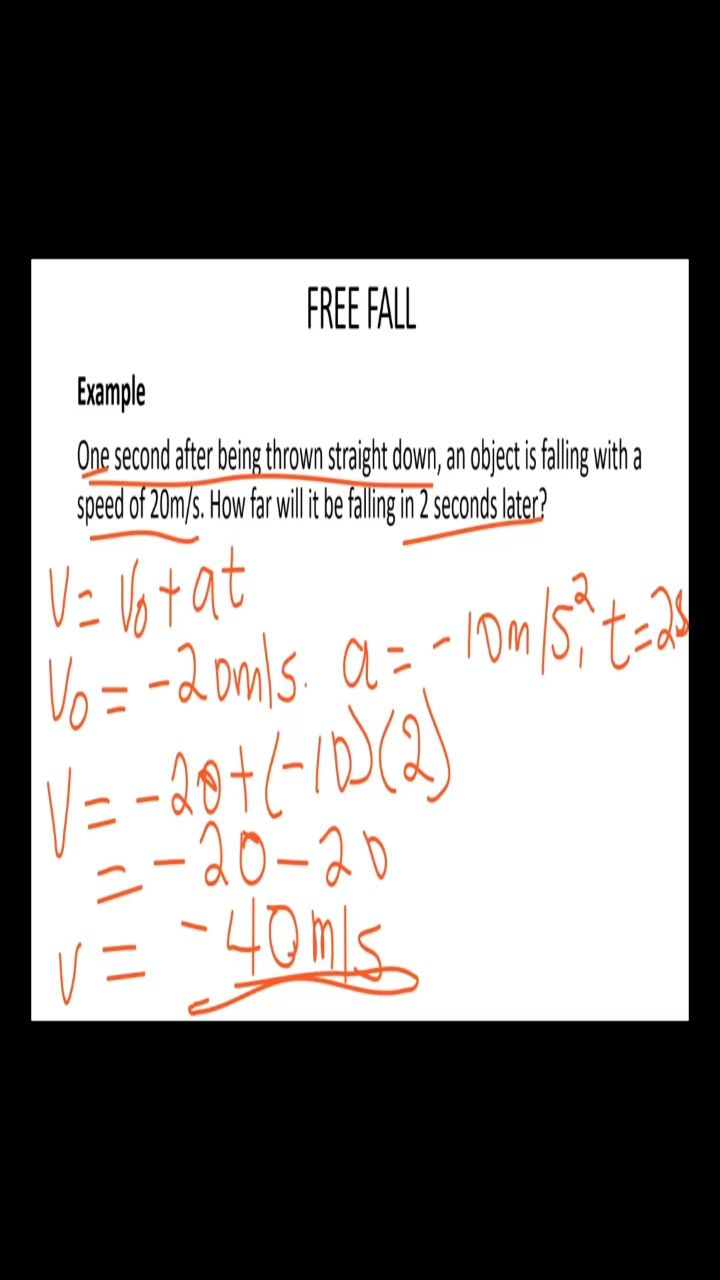 FREE FALL
Example
One second after being thrown straight down, an object is falling with a
speed of 20m/s. How far will it be falling in 2 seconds later?
V = V₀ + at
V₀ = -20m/s. a = -10m/s², t=2s
V = -20+(-10)(2)
= -20-20
V = -40m/s